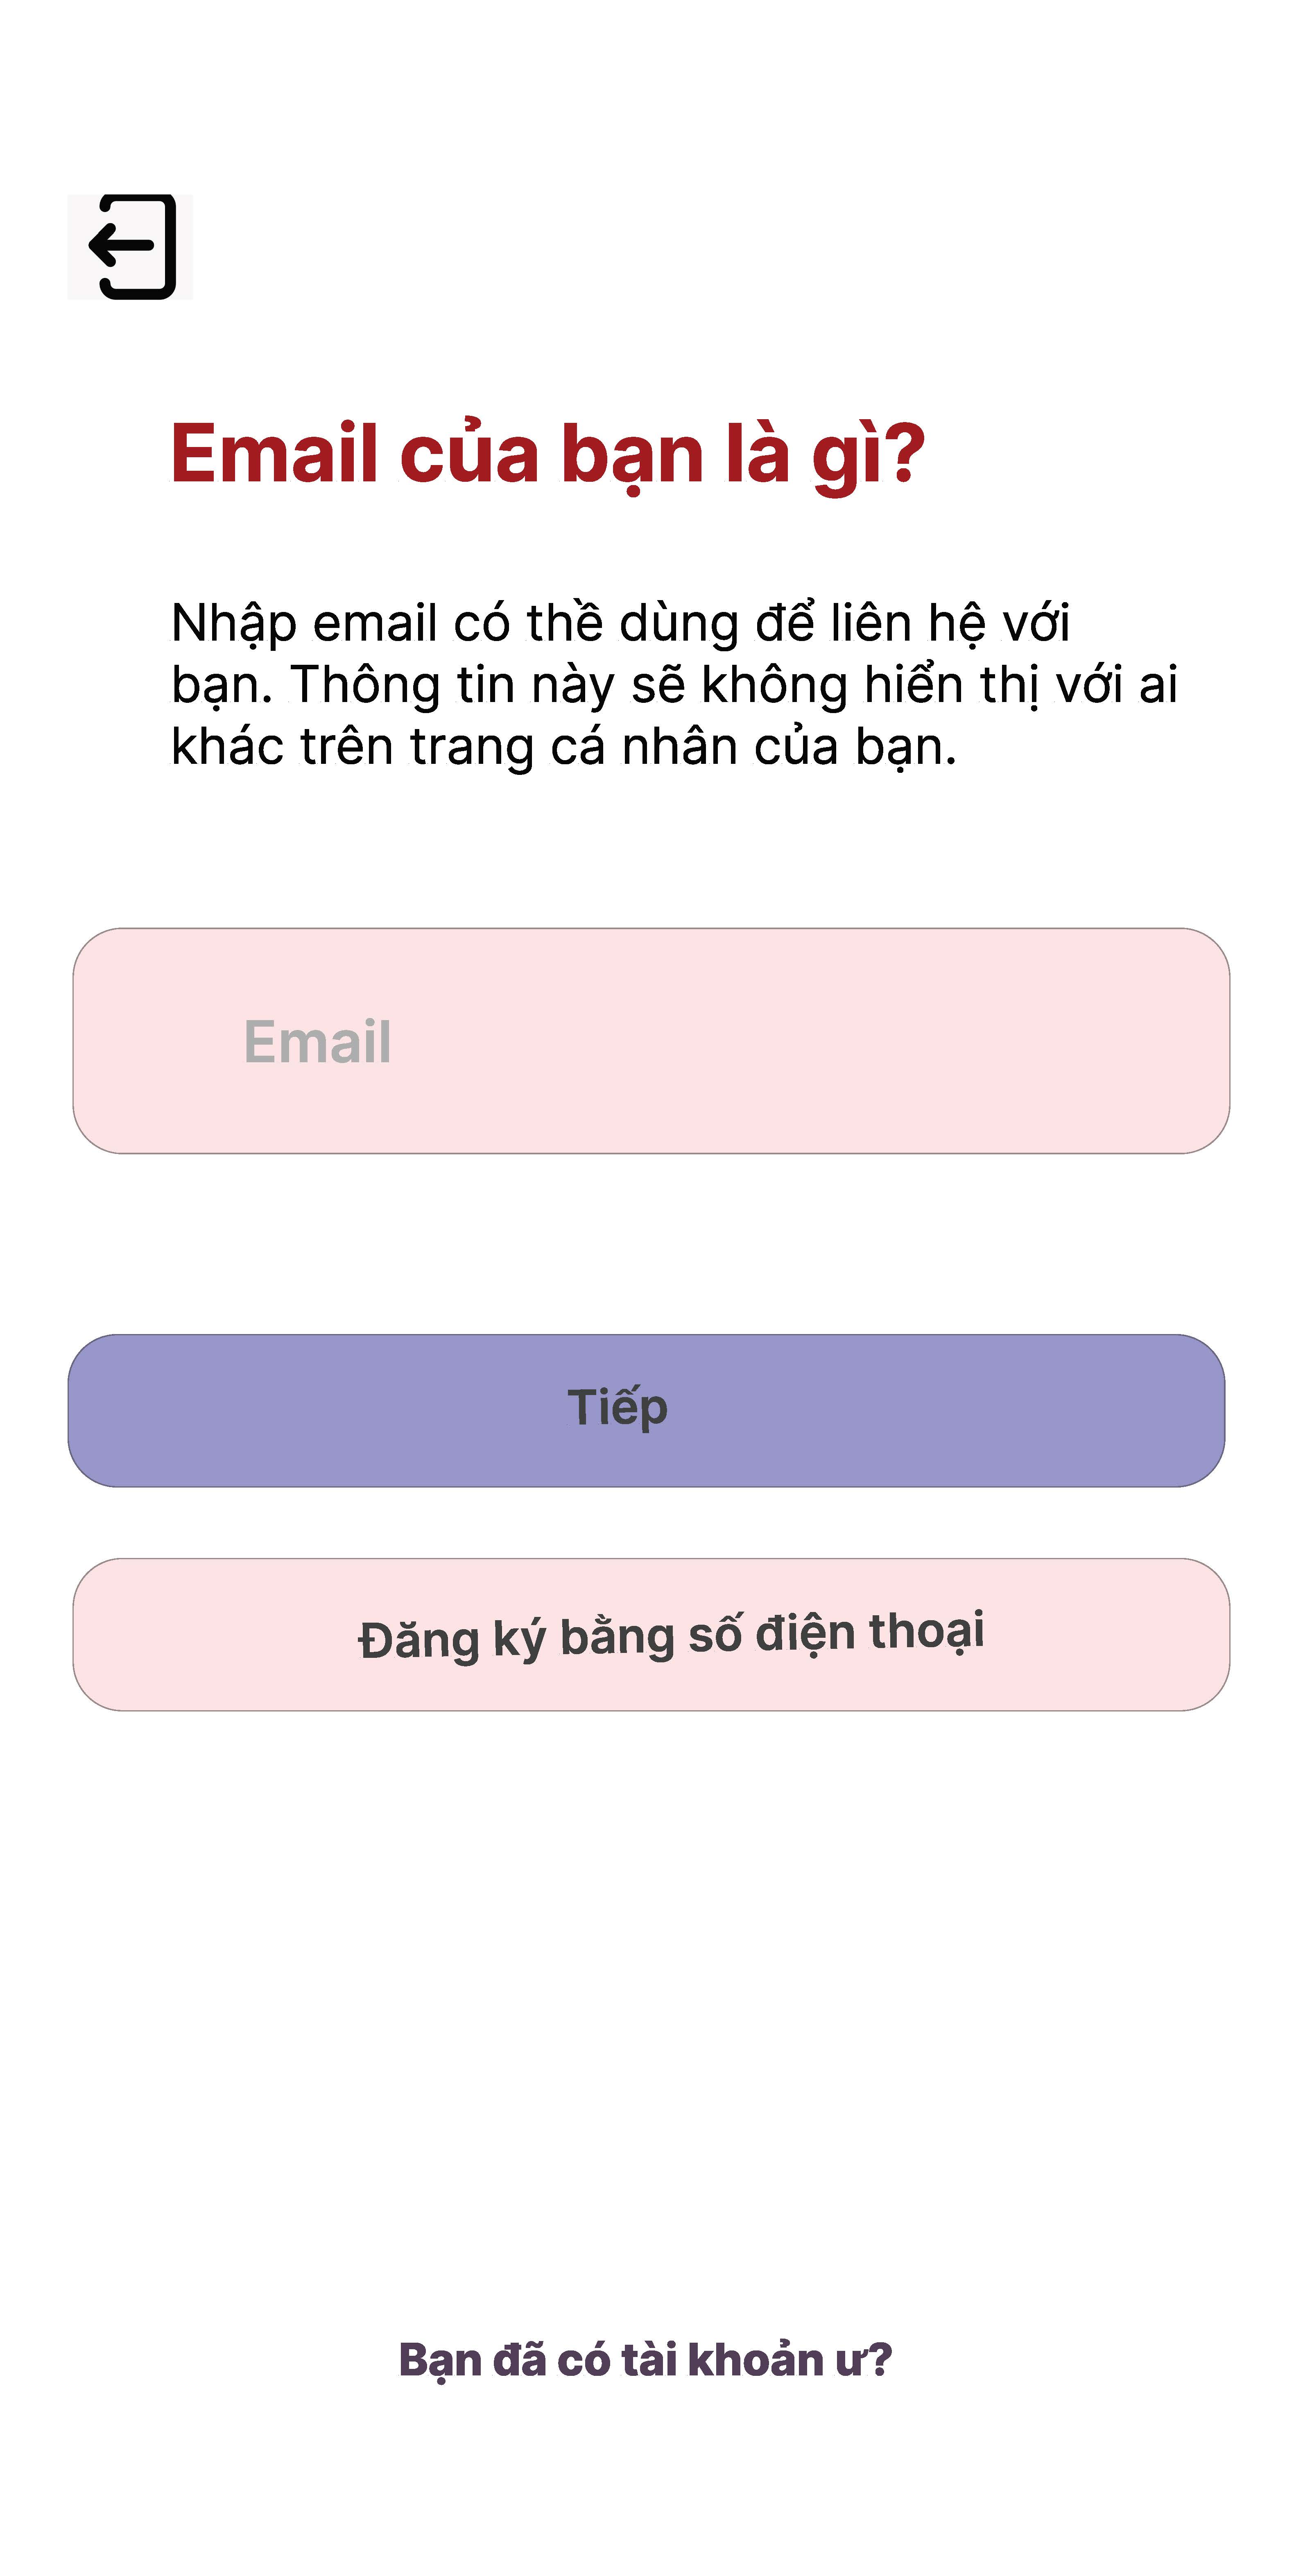 Email của bạn là gì?
Nhập email có thề dùng để liên hệ với
bạn. Thông tin này sẽ không hiển thị với ai
khác trên trang cá nhân của bạn.
Email
Tiếp
Đăng ký bằng số điện thoại
Bạn đã có tài khoản ư?